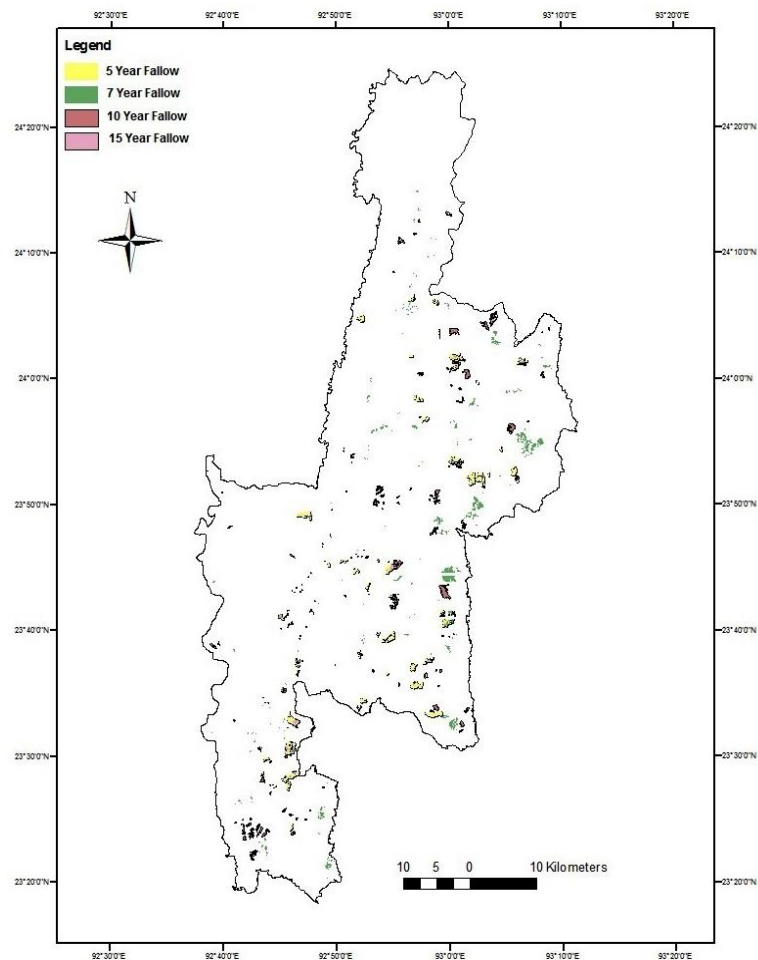 92°30'0"E 92°40'0"E 92°50'0"E 93°0'0"E 93°10'0"E 93°20'0"E
Legend
5 Year Fallow
7 Year Fallow
10 Year Fallow
15 Year Fallow
24°20'0"N 24°20'0"N
N
24°10'0"N 24°10'0"N
24°0'0"N 24°0'0"N
23°50'0"N 23°50'0"N
23°40'0"N 23°40'0"N
23°30'0"N 23°30'0"N
10 5 0 10 Kilometers
23°20'0"N 23°20'0"N
92°30'0"E 92°40'0"E 92°50'0"E 93°0'0"E 93°10'0"E 93°20'0"E